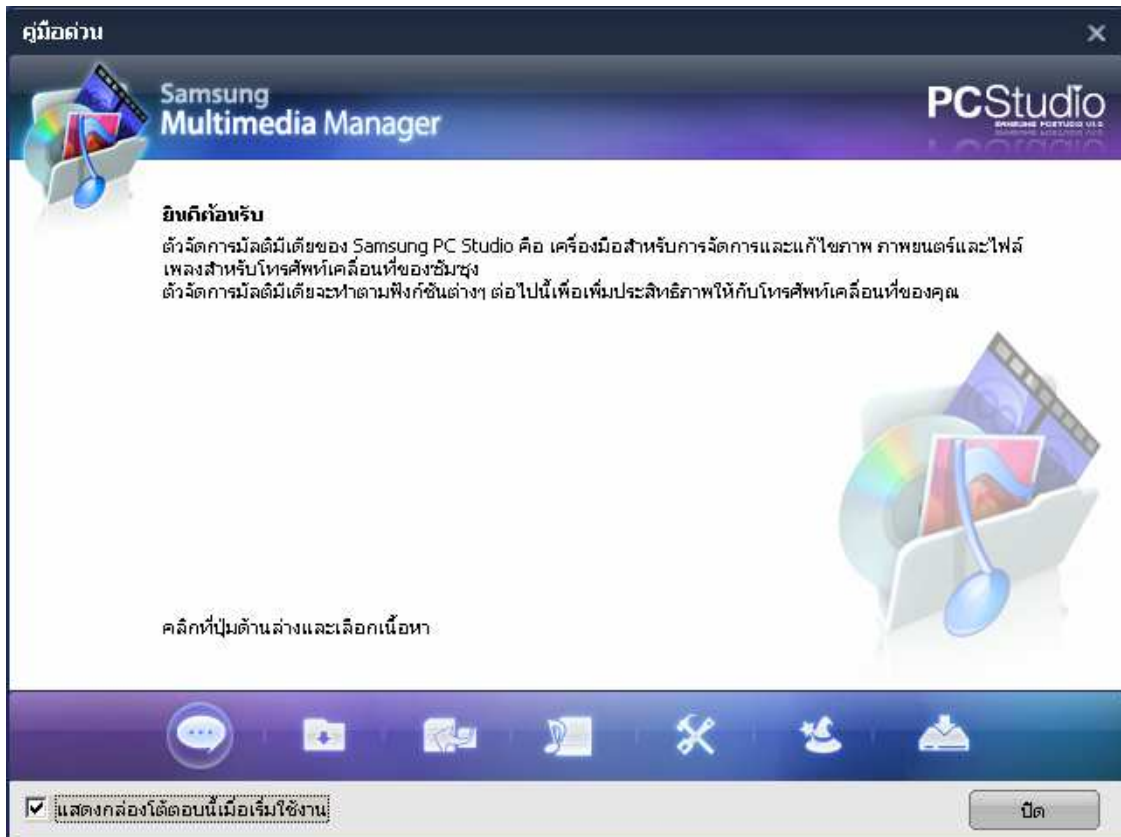 คู่มือด่วน
Samsung
Multimedia Manager
PCStudio
ยินดีต้อนรับ
ตัวจัดการมัลติมีเดียของ Samsung PC Studio คือ เครื่องมือสำหรับการจัดการและแก้ไขภาพ ภาพยนตร์และไฟล์
เพลงสำหรับโทรศัพท์เคลื่อนที่ของซัมซุง
ตัวจัดการมัลติมีเดียจะทำตามฟังก์ชันต่างๆ ต่อไปนี้เพื่อเพิ่มประสิทธิภาพให้กับโทรศัพท์เคลื่อนที่ของคุณ
คลิกที่ปุ่มด้านล่างและเลือกเนื้อหา
แสดงกล่องโต้ตอบนี้เมื่อเริ่มใช้งาน
ปิด